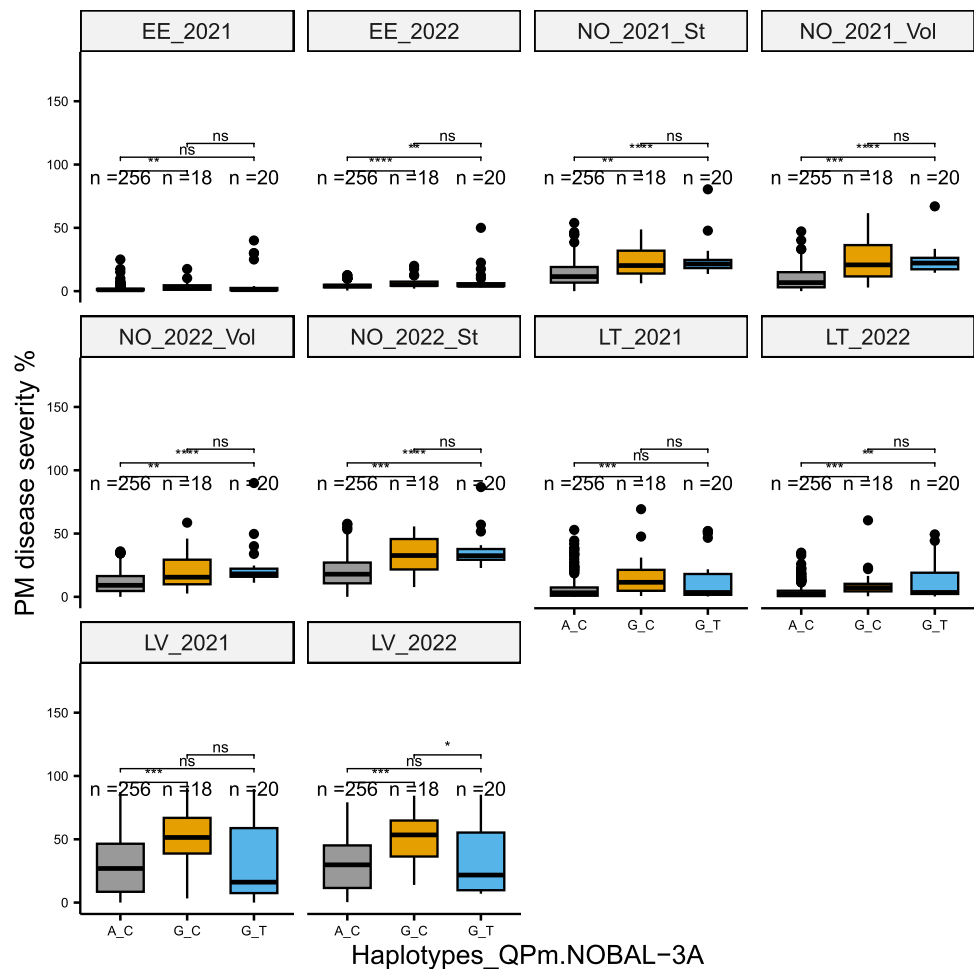 EE_2021 EE_2022 NO_2021_St NO_2021_Vol
150
100
50
0
ns ns ns ns
ns ** **** ****
** **** ** ***
n =256 n =18 n =20 n =256 n =18 n =20 n =256 n =18 n =20 n =255 n =18 n =20
PM disease severity %
NO_2022_Vol NO_2022_St LT_2021 LT_2022
150
100
50
0
ns ns ns ns
**** **** ns **
** *** *** ***
n =256 n =18 n =20 n =256 n =18 n =20 n =256 n =18 n =20 n =256 n =18 n =20
A_C G_C G_T A_C G_C G_T
LV_2021 LV_2022
150
100
50
0
ns *
ns ns
*** ***
n =256 n =18 n =20 n =256 n =18 n =20
A_C G_C G_T A_C G_C G_T
Haplotypes_QPm.NOBAL−3A